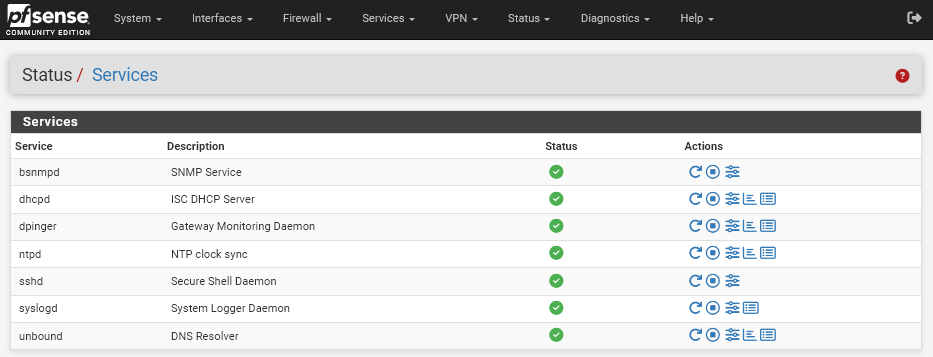 pfsense
COMMUNITY EDITION
System Interfaces Firewall Services VPN Status Diagnostics Help
Status / Services
Services
Service Description Status Actions
bsnmpd SNMP Service
dhcpd ISC DHCP Server
dpinger Gateway Monitoring Daemon
ntpd NTP clock sync
sshd Secure Shell Daemon
syslogd System Logger Daemon
unbound DNS Resolver